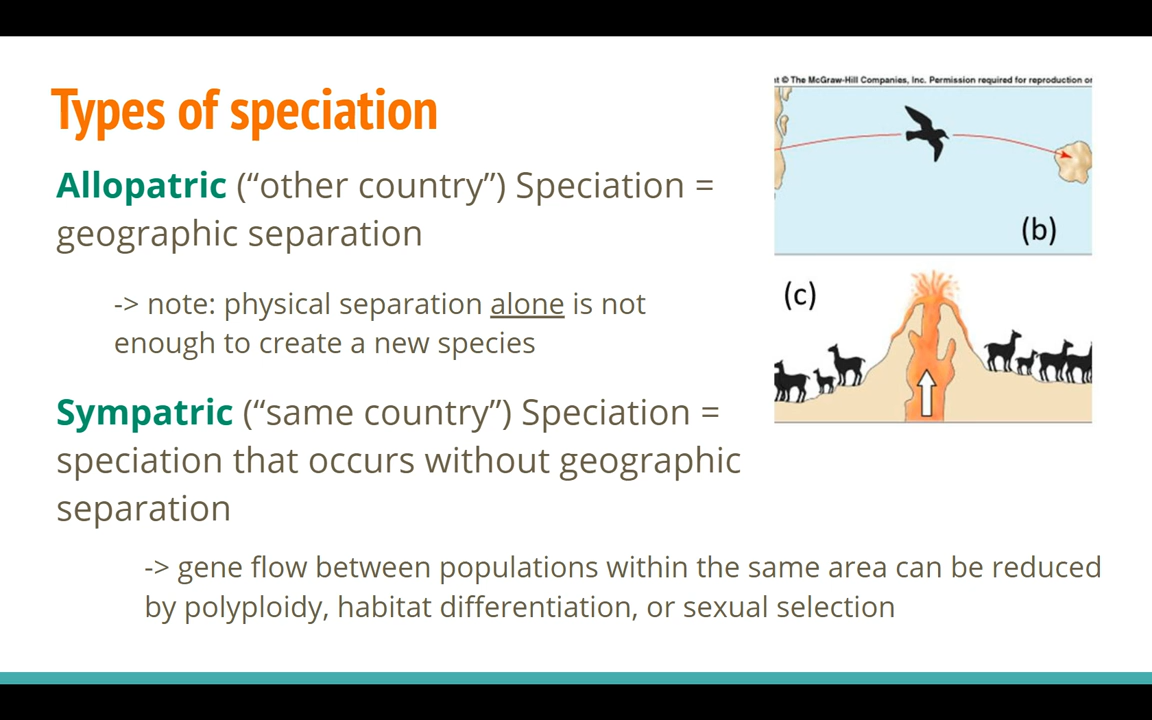 t © The McGraw-Hill Companies, Inc. Permission required for reproduction or
Types of speciation
Allopatric (“other country”) Speciation =
geographic separation
-> note: physical separation alone is not
enough to create a new species
Sympatric (“same country”) Speciation =
speciation that occurs without geographic
separation
-> gene flow between populations within the same area can be reduced
by polyploidy, habitat differentiation, or sexual selection
(b)
(c)